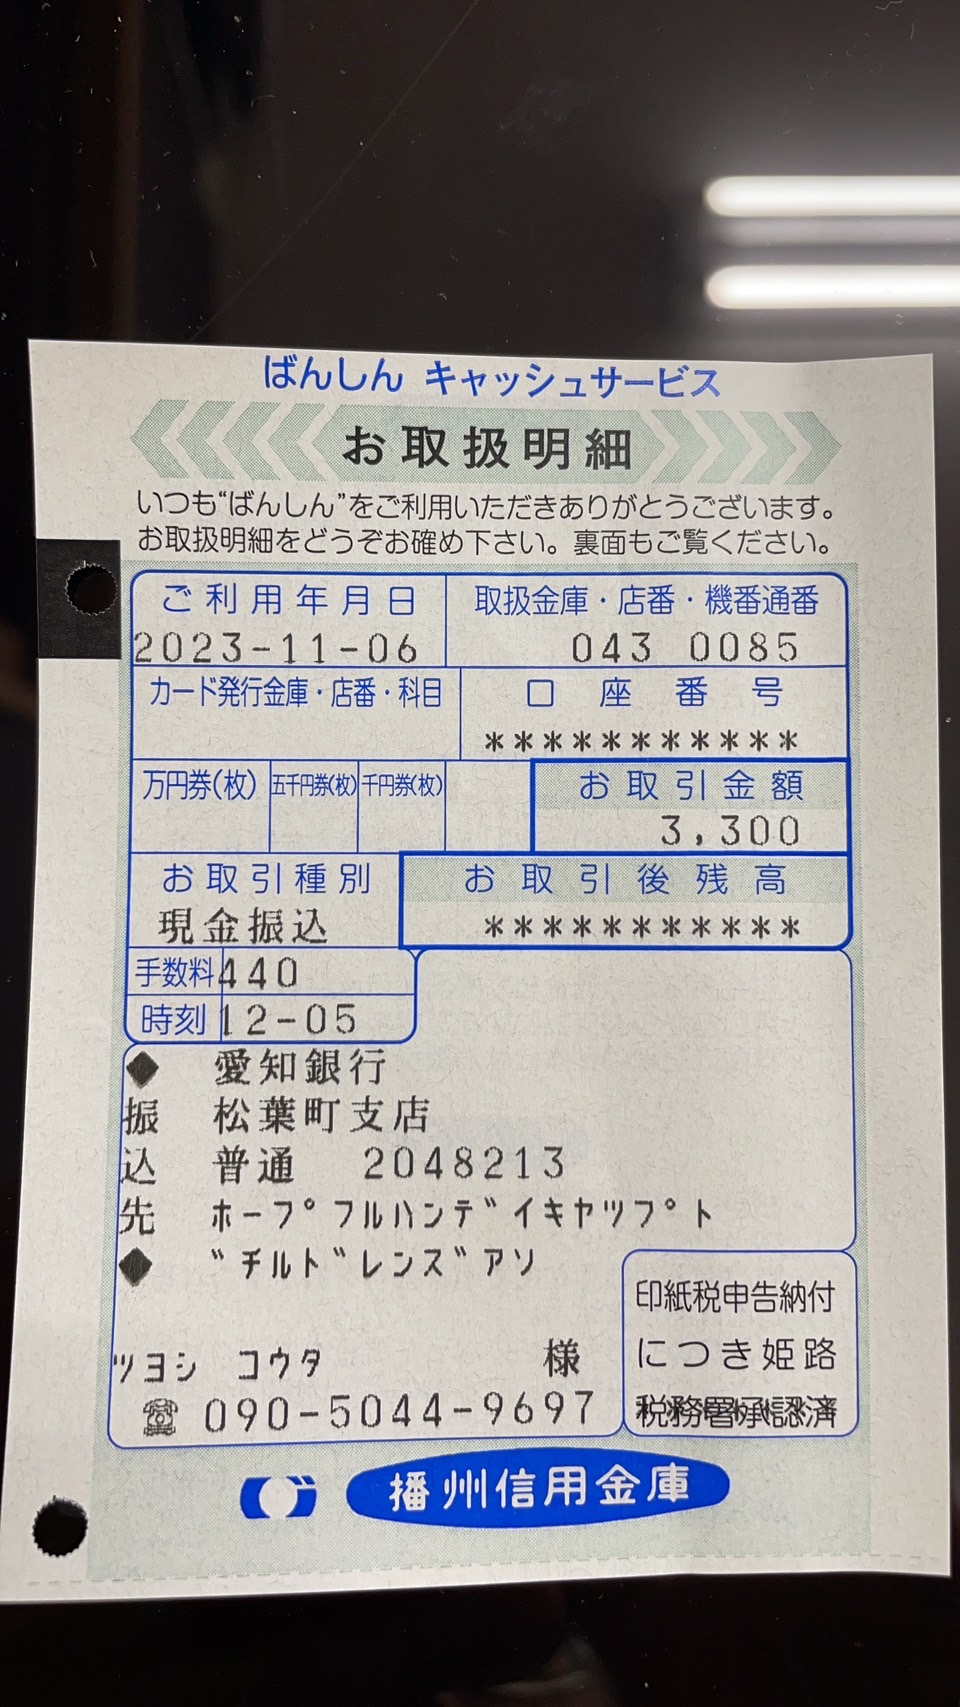 ばんしん キャッシュサービス
お取扱明細
いつも“ばんしん”をご利用いただきありがとうございます。
お取扱明細をどうぞお確め下さい。裏面もご覧ください。
ご利用年月日 取扱金庫・店番・機番通番
2023-11-06 043 0085
カード発行金庫・店番・科目 口座番号
***********
万円券(枚) 五千円券(枚) 千円券(枚) お取引金額
3,300
お取引種別 お取引後残高
現金振込 ***********
手数料 440
時刻 12-05
◆ 愛知銀行
振 松葉町支店
込 普通 2048213
先 ホープフルハンデイキヤツプト
◆ ゛チルド゛レンズ゛アソ
印紙税申告納付
につき姫路
税務署承認済
ツヨシ コウタ 様
☎ 090-5044-9697
播州信用金庫